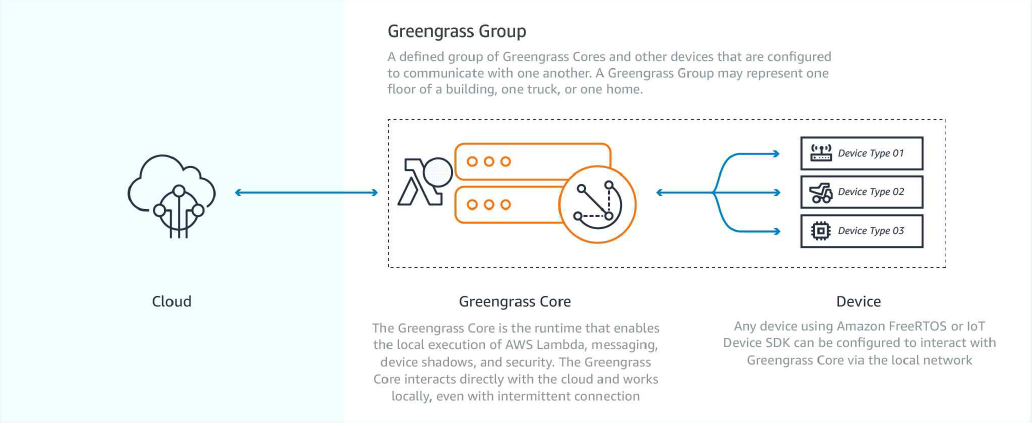 Greengrass Group
A defined group of Greengrass Cores and other devices that are configured
to communicate with one another. A Greengrass Group may represent one
floor of a building, one truck, or one home.
Device Type 01
Device Type 02
Device Type 03
Cloud
Greengrass Core
The Greengrass Core is the runtime that enables
the local execution of AWS Lambda, messaging,
device shadows, and security. The Greengrass
Core interacts directly with the cloud and works
locally, even with intermittent connection
Device
Any device using Amazon FreeRTOS or IoT
Device SDK can be configured to interact with
Greengrass Core via the local network